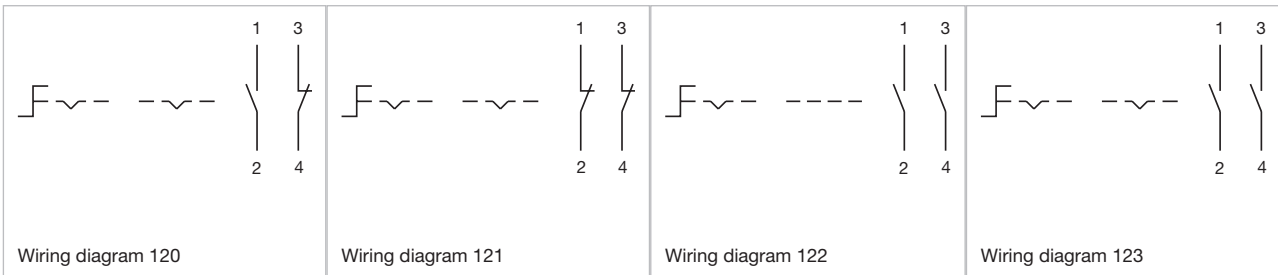 1 3 1 3 1 3 1 3
2 4 2 4 2 4 2 4
Wiring diagram 120
Wiring diagram 121
Wiring diagram 122
Wiring diagram 123